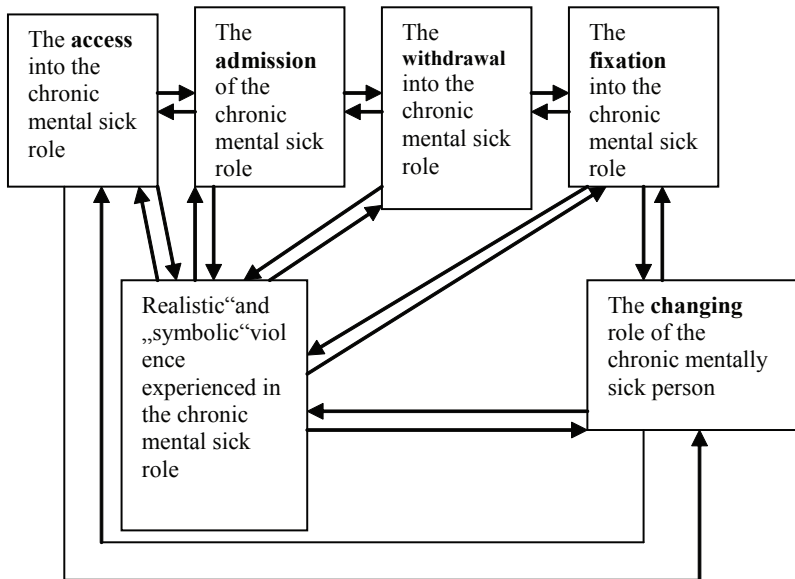 The access
into the
chronic
mental sick
role
The
admission
of the
chronic
mental sick
role
The
withdrawal
into the
chronic
mental sick
role
The
fixation
into the
chronic
mental sick
role
Realistic“and
„symbolic“viol
ence
experienced in
the chronic
mental sick
role
The changing
role of the
chronic mentally
sick person